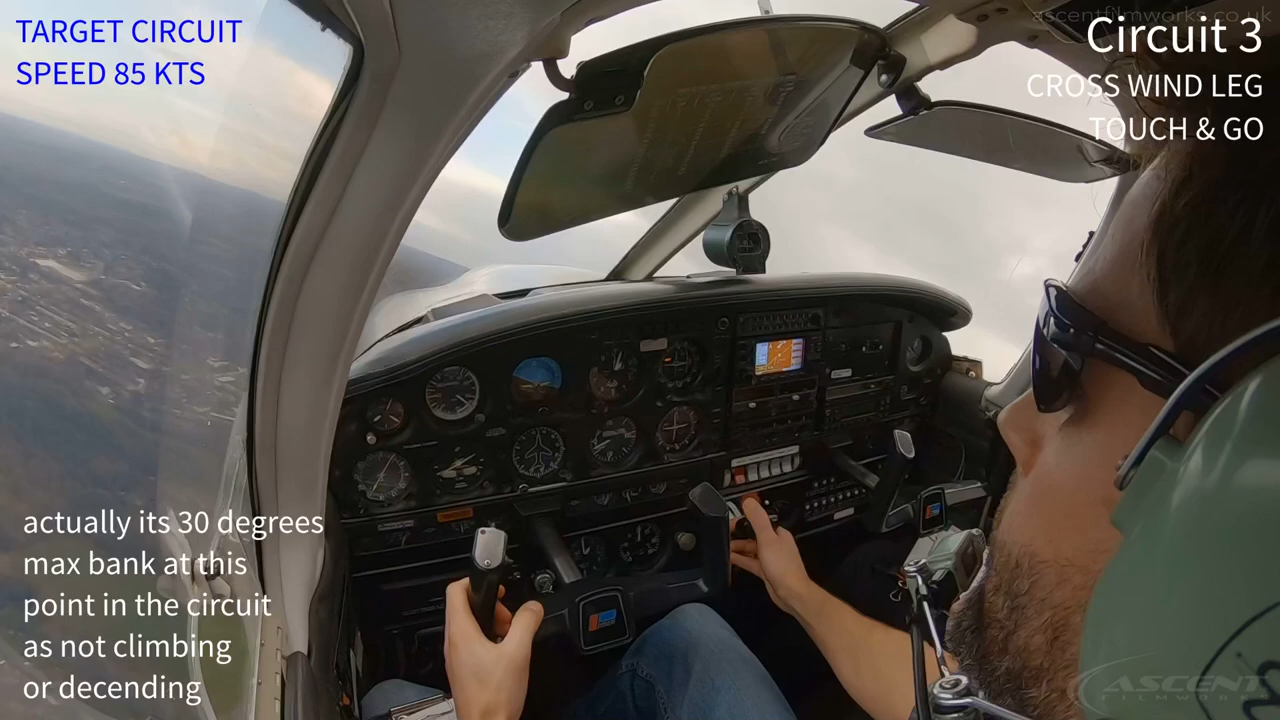 TARGET CIRCUIT
SPEED 85 KTS
ascentfilmworks.co.uk
Circuit 3
CROSS WIND LEG
TOUCH & GO
actually its 30 degrees
max bank at this
point in the circuit
as not climbing
or decending
ASCENT
FILMWORKS